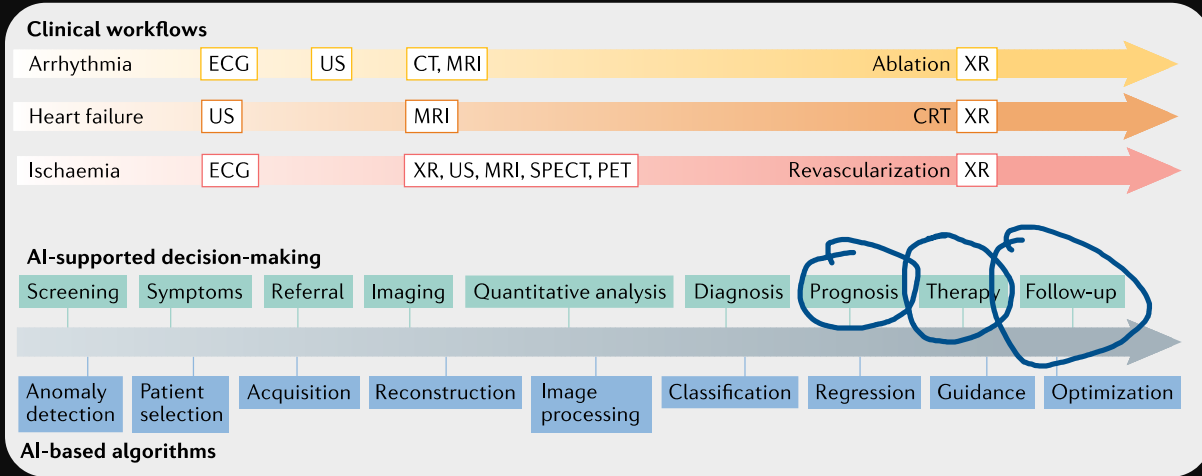 Clinical workflows
Arrhythmia ECG US CT, MRI Ablation XR
Heart failure US MRI CRT XR
Ischaemia ECG XR, US, MRI, SPECT, PET Revascularization XR
AI-supported decision-making
Screening Symptoms Referral Imaging Quantitative analysis Diagnosis Prognosis Therapy Follow-up
Anomaly detection Patient selection Acquisition Reconstruction Image processing Classification Regression Guidance Optimization
AI-based algorithms